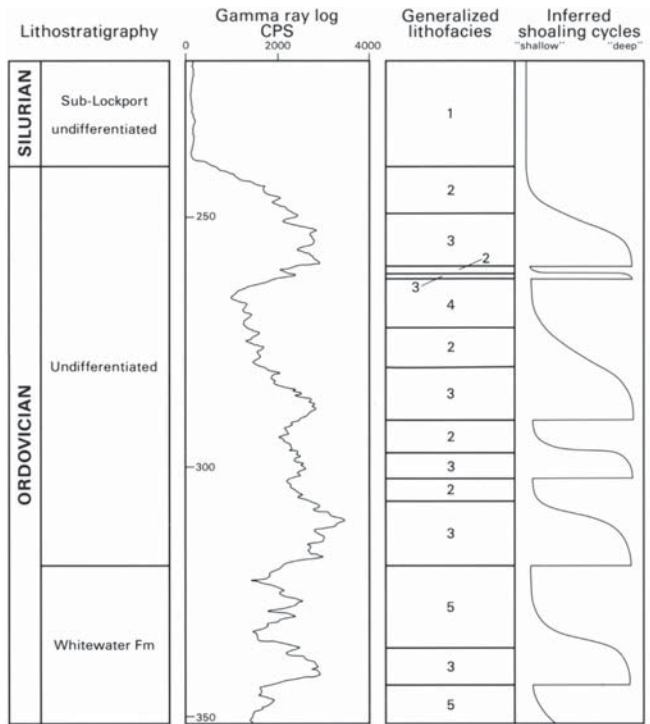 Lithostratigraphy
Gamma ray log
CPS
0
2000
4000
Generalized
lithofacies
Inferred
shoaling cycles
"shallow"
"deep"
SILURIAN
Sub-Lockport
undifferentiated
ORDOVICIAN
Undifferentiated
Whitewater Fm
250
300
350
1
2
3
2
3
4
2
3
2
3
2
3
5
3
5